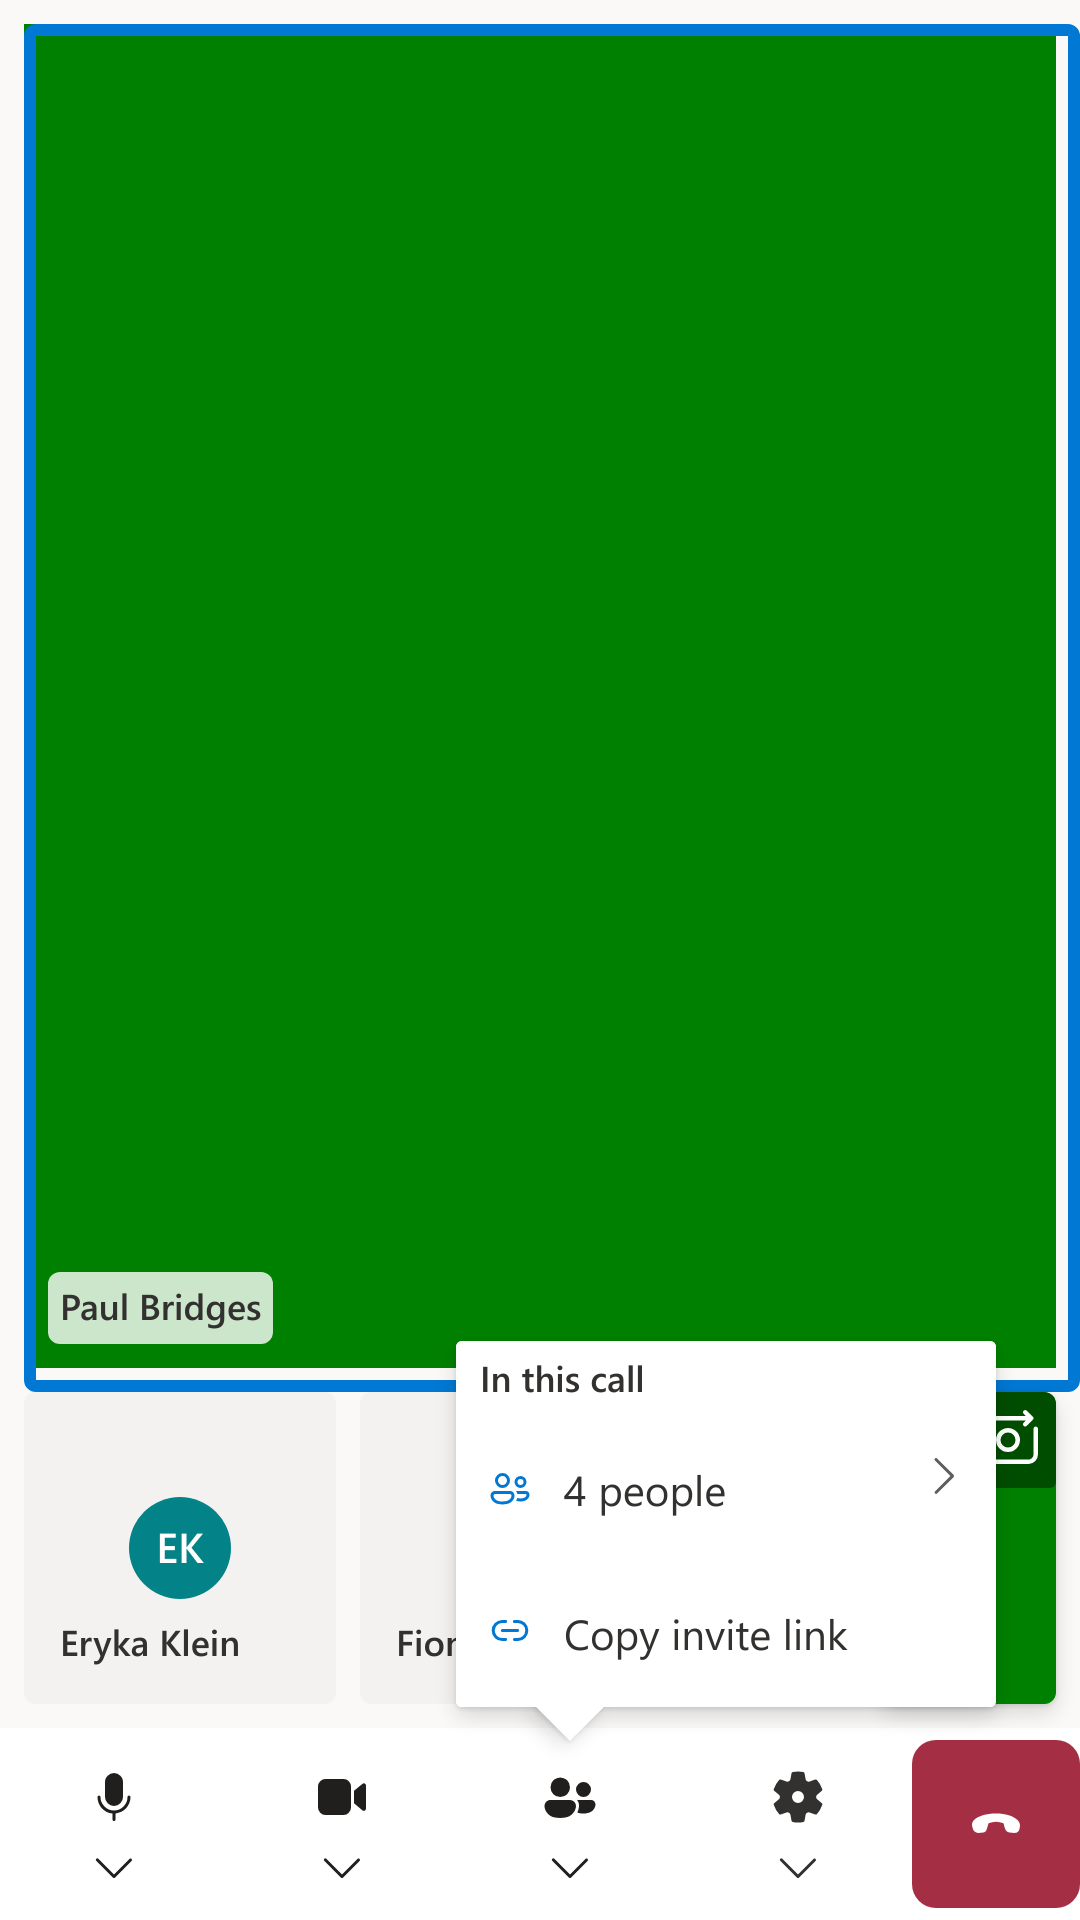 Paul Bridges
In this call
4 people
EK
Eryka Klein
Copy invite link